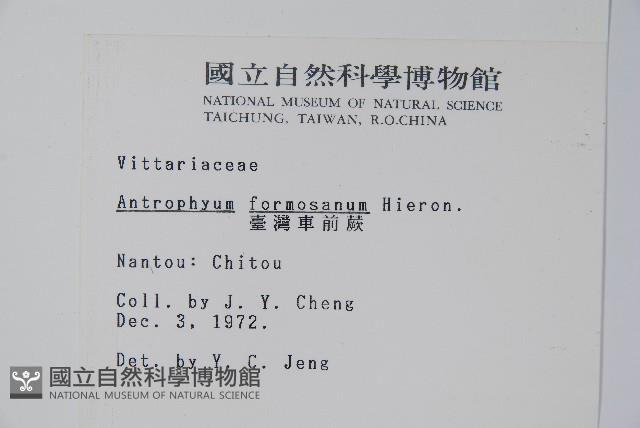 國立自然科學博物館
NATIONAL MUSEUM OF NATURAL SCIENCE
TAICHUNG, TAIWAN, R.O.CHINA
Vittariaceae
Antrophyum formosanum Hieron.
臺灣車前蕨
Nantou: Chitou
Coll. by J. Y. Cheng
Dec. 3, 1972.
Det. by Y. C. Jeng
國立自然科學博物館
NATIONAL MUSEUM OF NATURAL SCIENCE